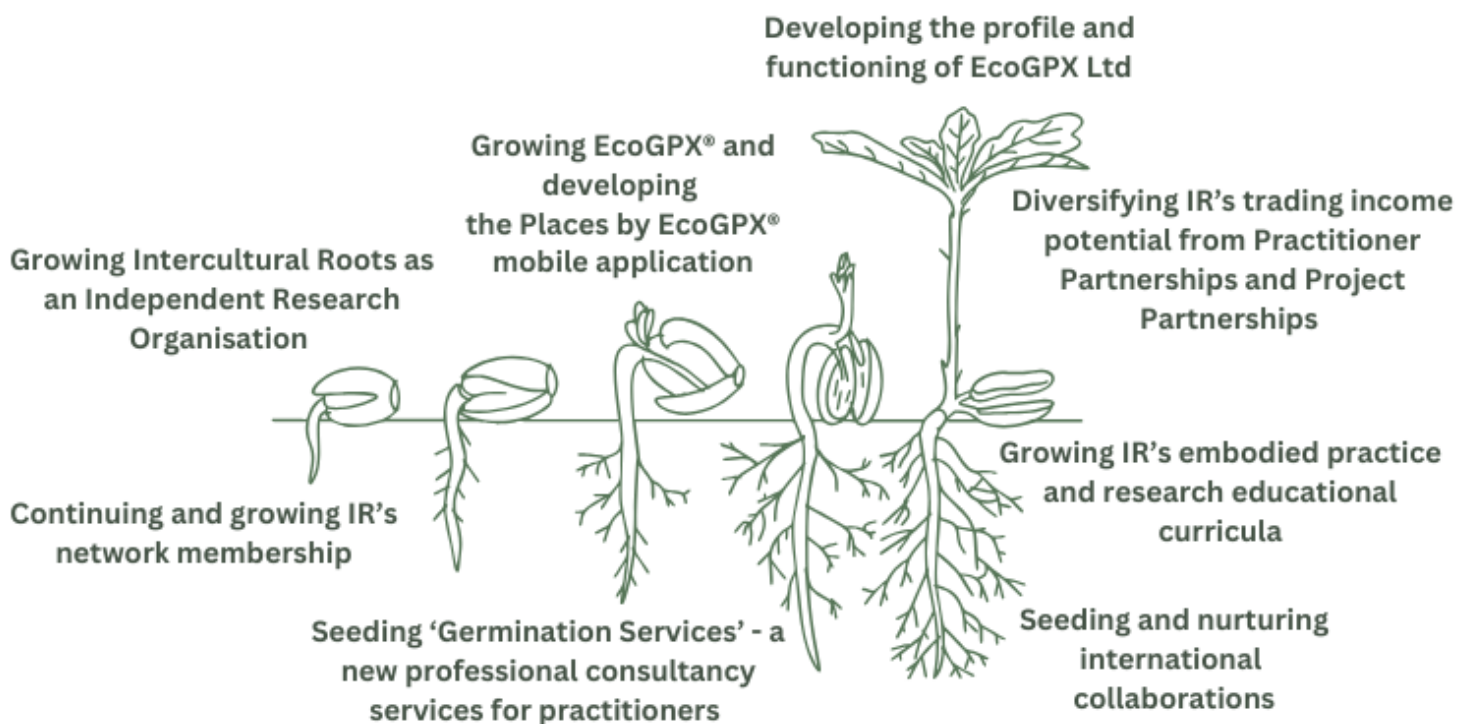 Developing the profile and
functioning of EcoGPX Ltd
Growing EcoGPX® and
developing
the Places by EcoGPX®
mobile application
Diversifying IR’s trading income
potential from Practitioner
Partnerships and Project
Partnerships
Growing Intercultural Roots as
an Independent Research
Organisation
Growing IR’s embodied practice
and research educational
curricula
Continuing and growing IR’s
network membership
Seeding ‘Germination Services’ - a
new professional consultancy
services for practitioners
Seeding and nurturing
international
collaborations